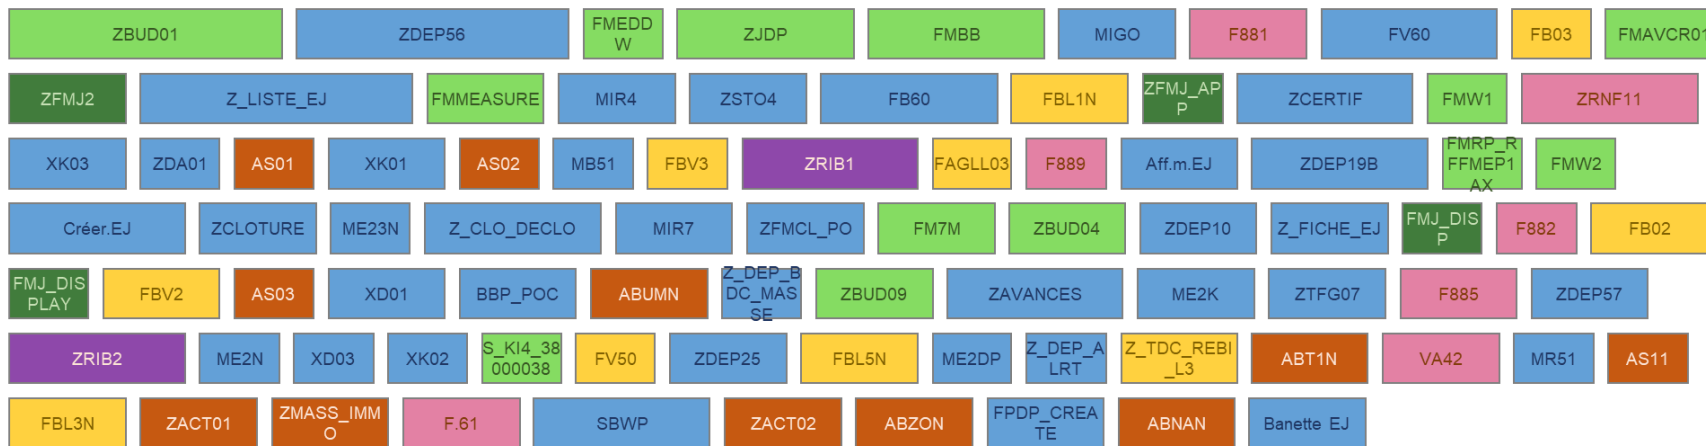 ZBUD01 ZDEP56 FMEDDW ZJDP FMBB MIGO F881 FV60 FB03 FMAVCR01
ZFMJ2 Z_LISTE_EJ FMMEASURE MIR4 ZSTO4 FB60 FBL1N ZFMJ_APP ZCERTIF FMW1 ZRNF11
XK03 ZDA01 AS01 XK01 AS02 MB51 FBV3 ZRIB1 FAGLL03 F889 Aff.m.EJ ZDEP19B FMRP_RFFMEP1AX FMW2
Créer.EJ ZCLOTURE ME23N Z_CLO_DECLO MIR7 ZFMCL_PO FM7M ZBUD04 ZDEP10 Z_FICHE_EJ FMJ_DISP F882 FB02
FMJ_DISPLAY FBV2 AS03 XD01 BBP_POC ABUMN Z_DEP_BDC_MASSE ZBUD09 ZAVANCES ME2K ZTFG07 F885 ZDEP57
ZRIB2 ME2N XD03 XK02 S_KI4_38000038 FV50 ZDEP25 FBL5N ME2DP Z_DEP_ALRT Z_TDC_REBI_L3 ABT1N VA42 MR51 AS11
FBL3N ZACT01 ZMASS_IMMO F.61 SBWP ZACT02 ABZON FPDP_CREATE ABNAN Banette EJ